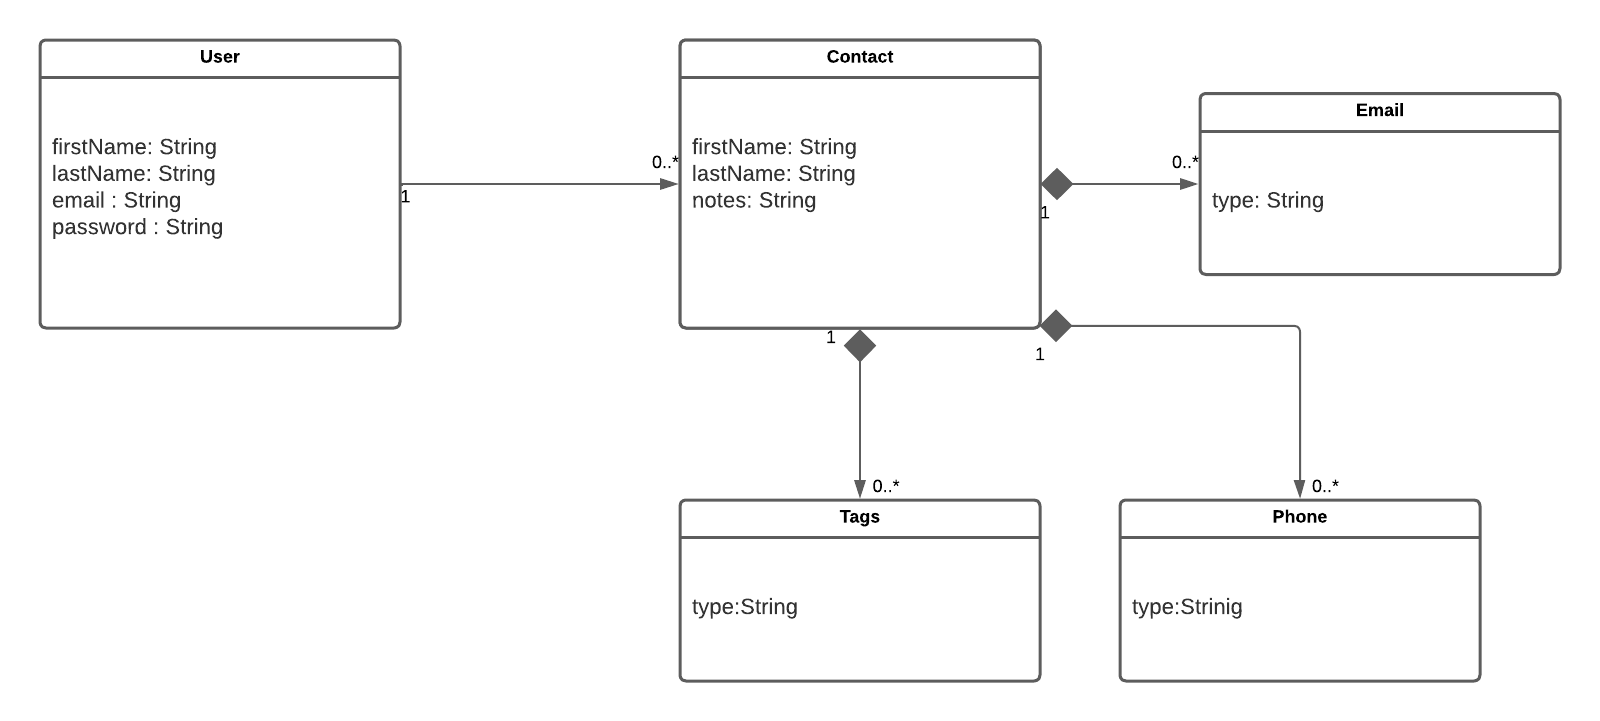 User
firstName: String
lastName: String
email : String
password : String
1
0..*
Contact
firstName: String
lastName: String
notes: String
1
0..*
Email
type: String
1
0..*
Tags
type:String
1
0..*
Phone
type:Strinig